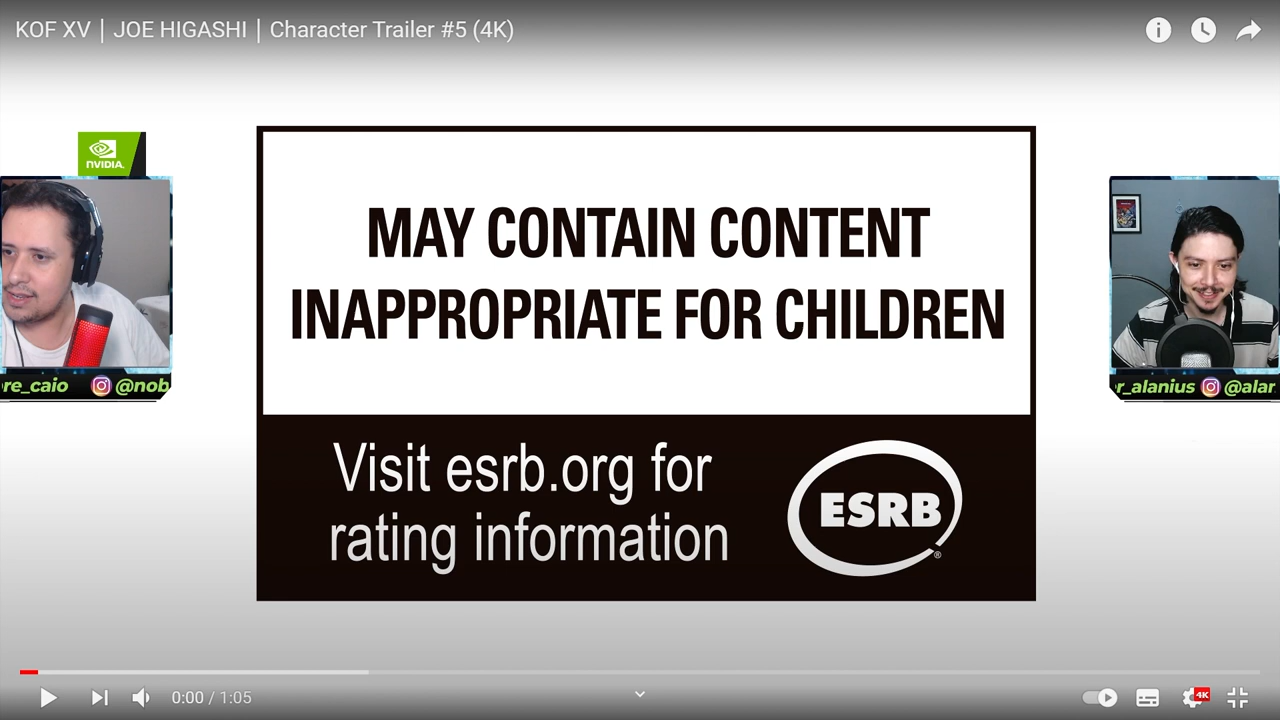 KOF XV | JOE HIGASHI | Character Trailer #5 (4K)
NVIDIA.
MAY CONTAIN CONTENT
INAPPROPRIATE FOR CHILDREN
re_caio @nob
r_alanius @alar
Visit esrb.org for
rating information
ESRB
®
0:00 / 1:05
4K